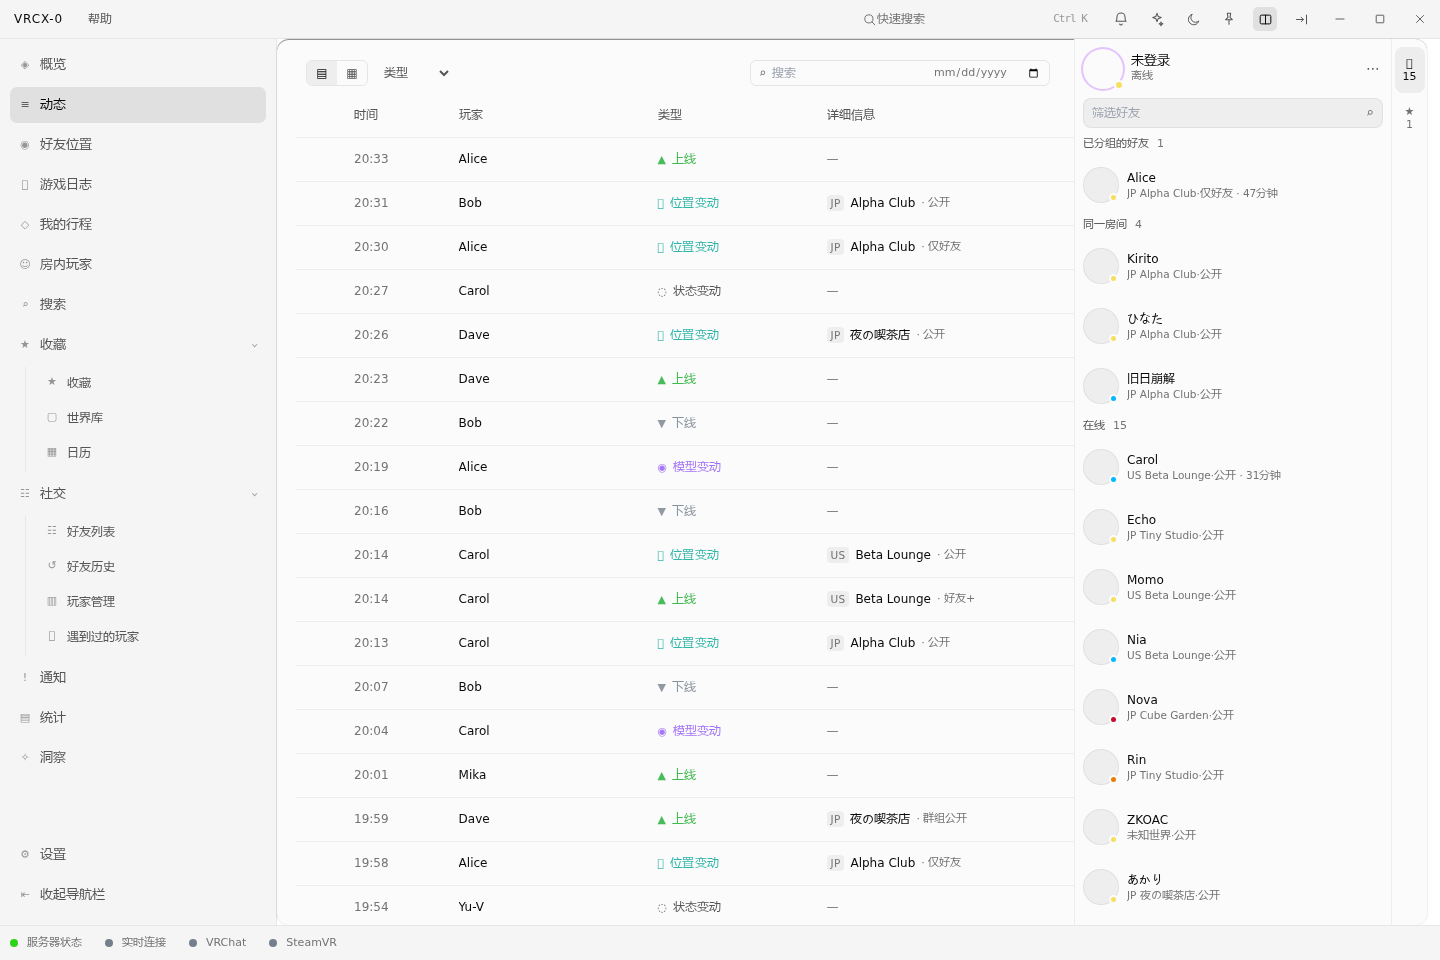 VRCX-0 帮助 快速搜索 Ctrl K
概览
动态
好友位置
游戏日志
我的行程
房内玩家
搜索
收藏
收藏
世界库
日历
社交
好友列表
好友历史
玩家管理
遇到过的玩家
通知
统计
洞察
设置
收起导航栏
类型 搜索 mm/dd/yyyy
时间 玩家 类型 详细信息
20:33 Alice 上线 —
20:31 Bob 位置变动 JP Alpha Club · 公开
20:30 Alice 位置变动 JP Alpha Club · 仅好友
20:27 Carol 状态变动 —
20:26 Dave 位置变动 JP 夜の喫茶店 · 公开
20:23 Dave 上线 —
20:22 Bob 下线 —
20:19 Alice 模型变动 —
20:16 Bob 下线 —
20:14 Carol 位置变动 US Beta Lounge · 公开
20:14 Carol 上线 US Beta Lounge · 好友+
20:13 Carol 位置变动 JP Alpha Club · 公开
20:07 Bob 下线 —
20:04 Carol 模型变动 —
20:01 Mika 上线 —
19:59 Dave 上线 JP 夜の喫茶店 · 群组公开
19:58 Alice 位置变动 JP Alpha Club · 仅好友
19:54 Yu-V 状态变动 —
未登录
离线
筛选好友
已分组的好友 1
Alice
JP Alpha Club·仅好友 · 47分钟
同一房间 4
Kirito
JP Alpha Club·公开
ひなた
JP Alpha Club·公开
旧日崩解
JP Alpha Club·公开
在线 15
Carol
US Beta Lounge·公开 · 31分钟
Echo
JP Tiny Studio·公开
Momo
US Beta Lounge·公开
Nia
US Beta Lounge·公开
Nova
JP Cube Garden·公开
Rin
JP Tiny Studio·公开
ZKOAC
未知世界·公开
あかり
JP 夜の喫茶店·公开
15
1
服务器状态 实时连接 VRChat SteamVR